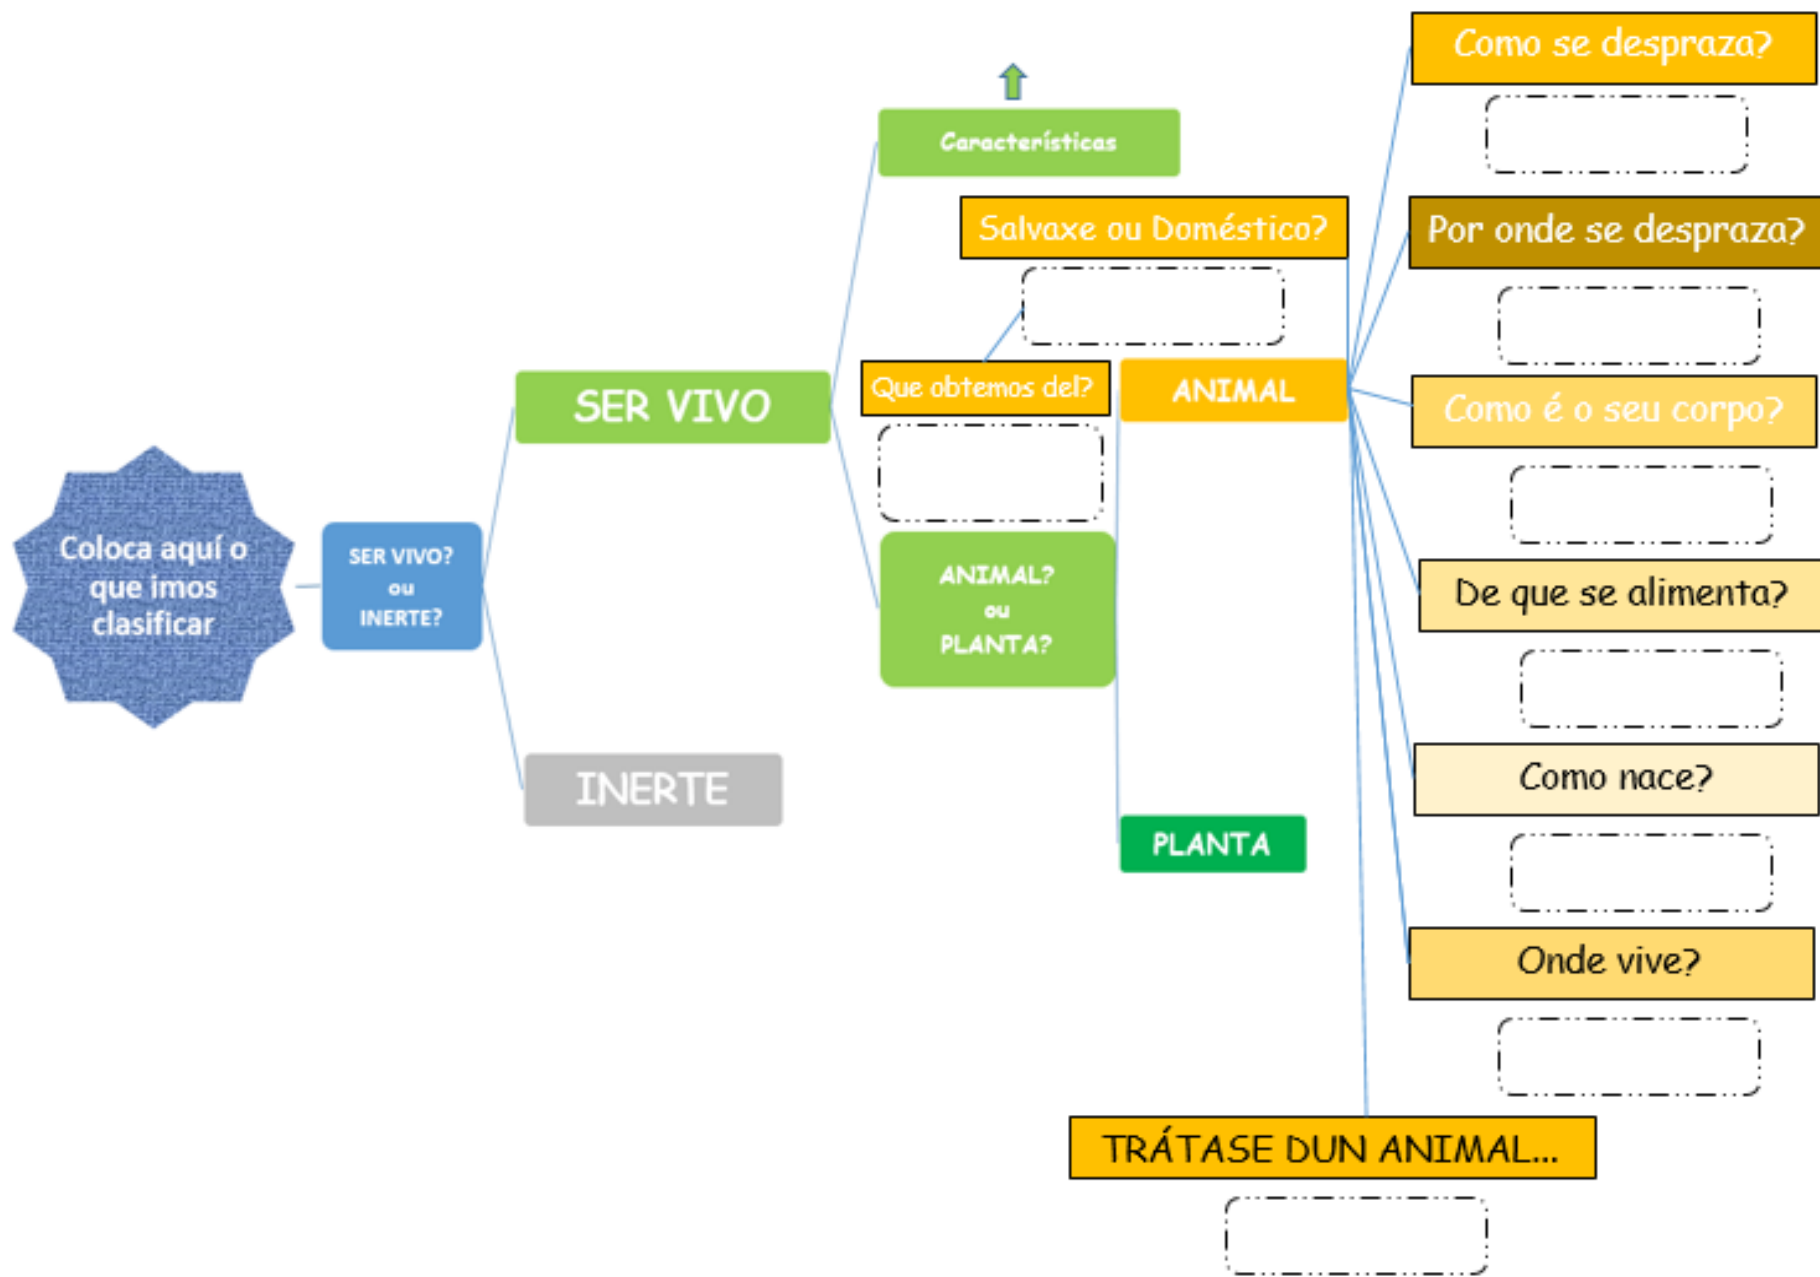 Coloca aquí o
que imos
clasificar
SER VIVO?
ou
INERTE?
SER VIVO
INERTE
Característícas
Salvaxe ou Doméstico?
Que obtemos del?
ANIMAL?
ou
PLANTA?
ANIMAL
PLANTA
Como se despraza?
Por onde se despraza?
Como é o seu corpo?
De que se alimenta?
Como nace?
Onde vive?
TRÁTASE DUN ANIMAL...